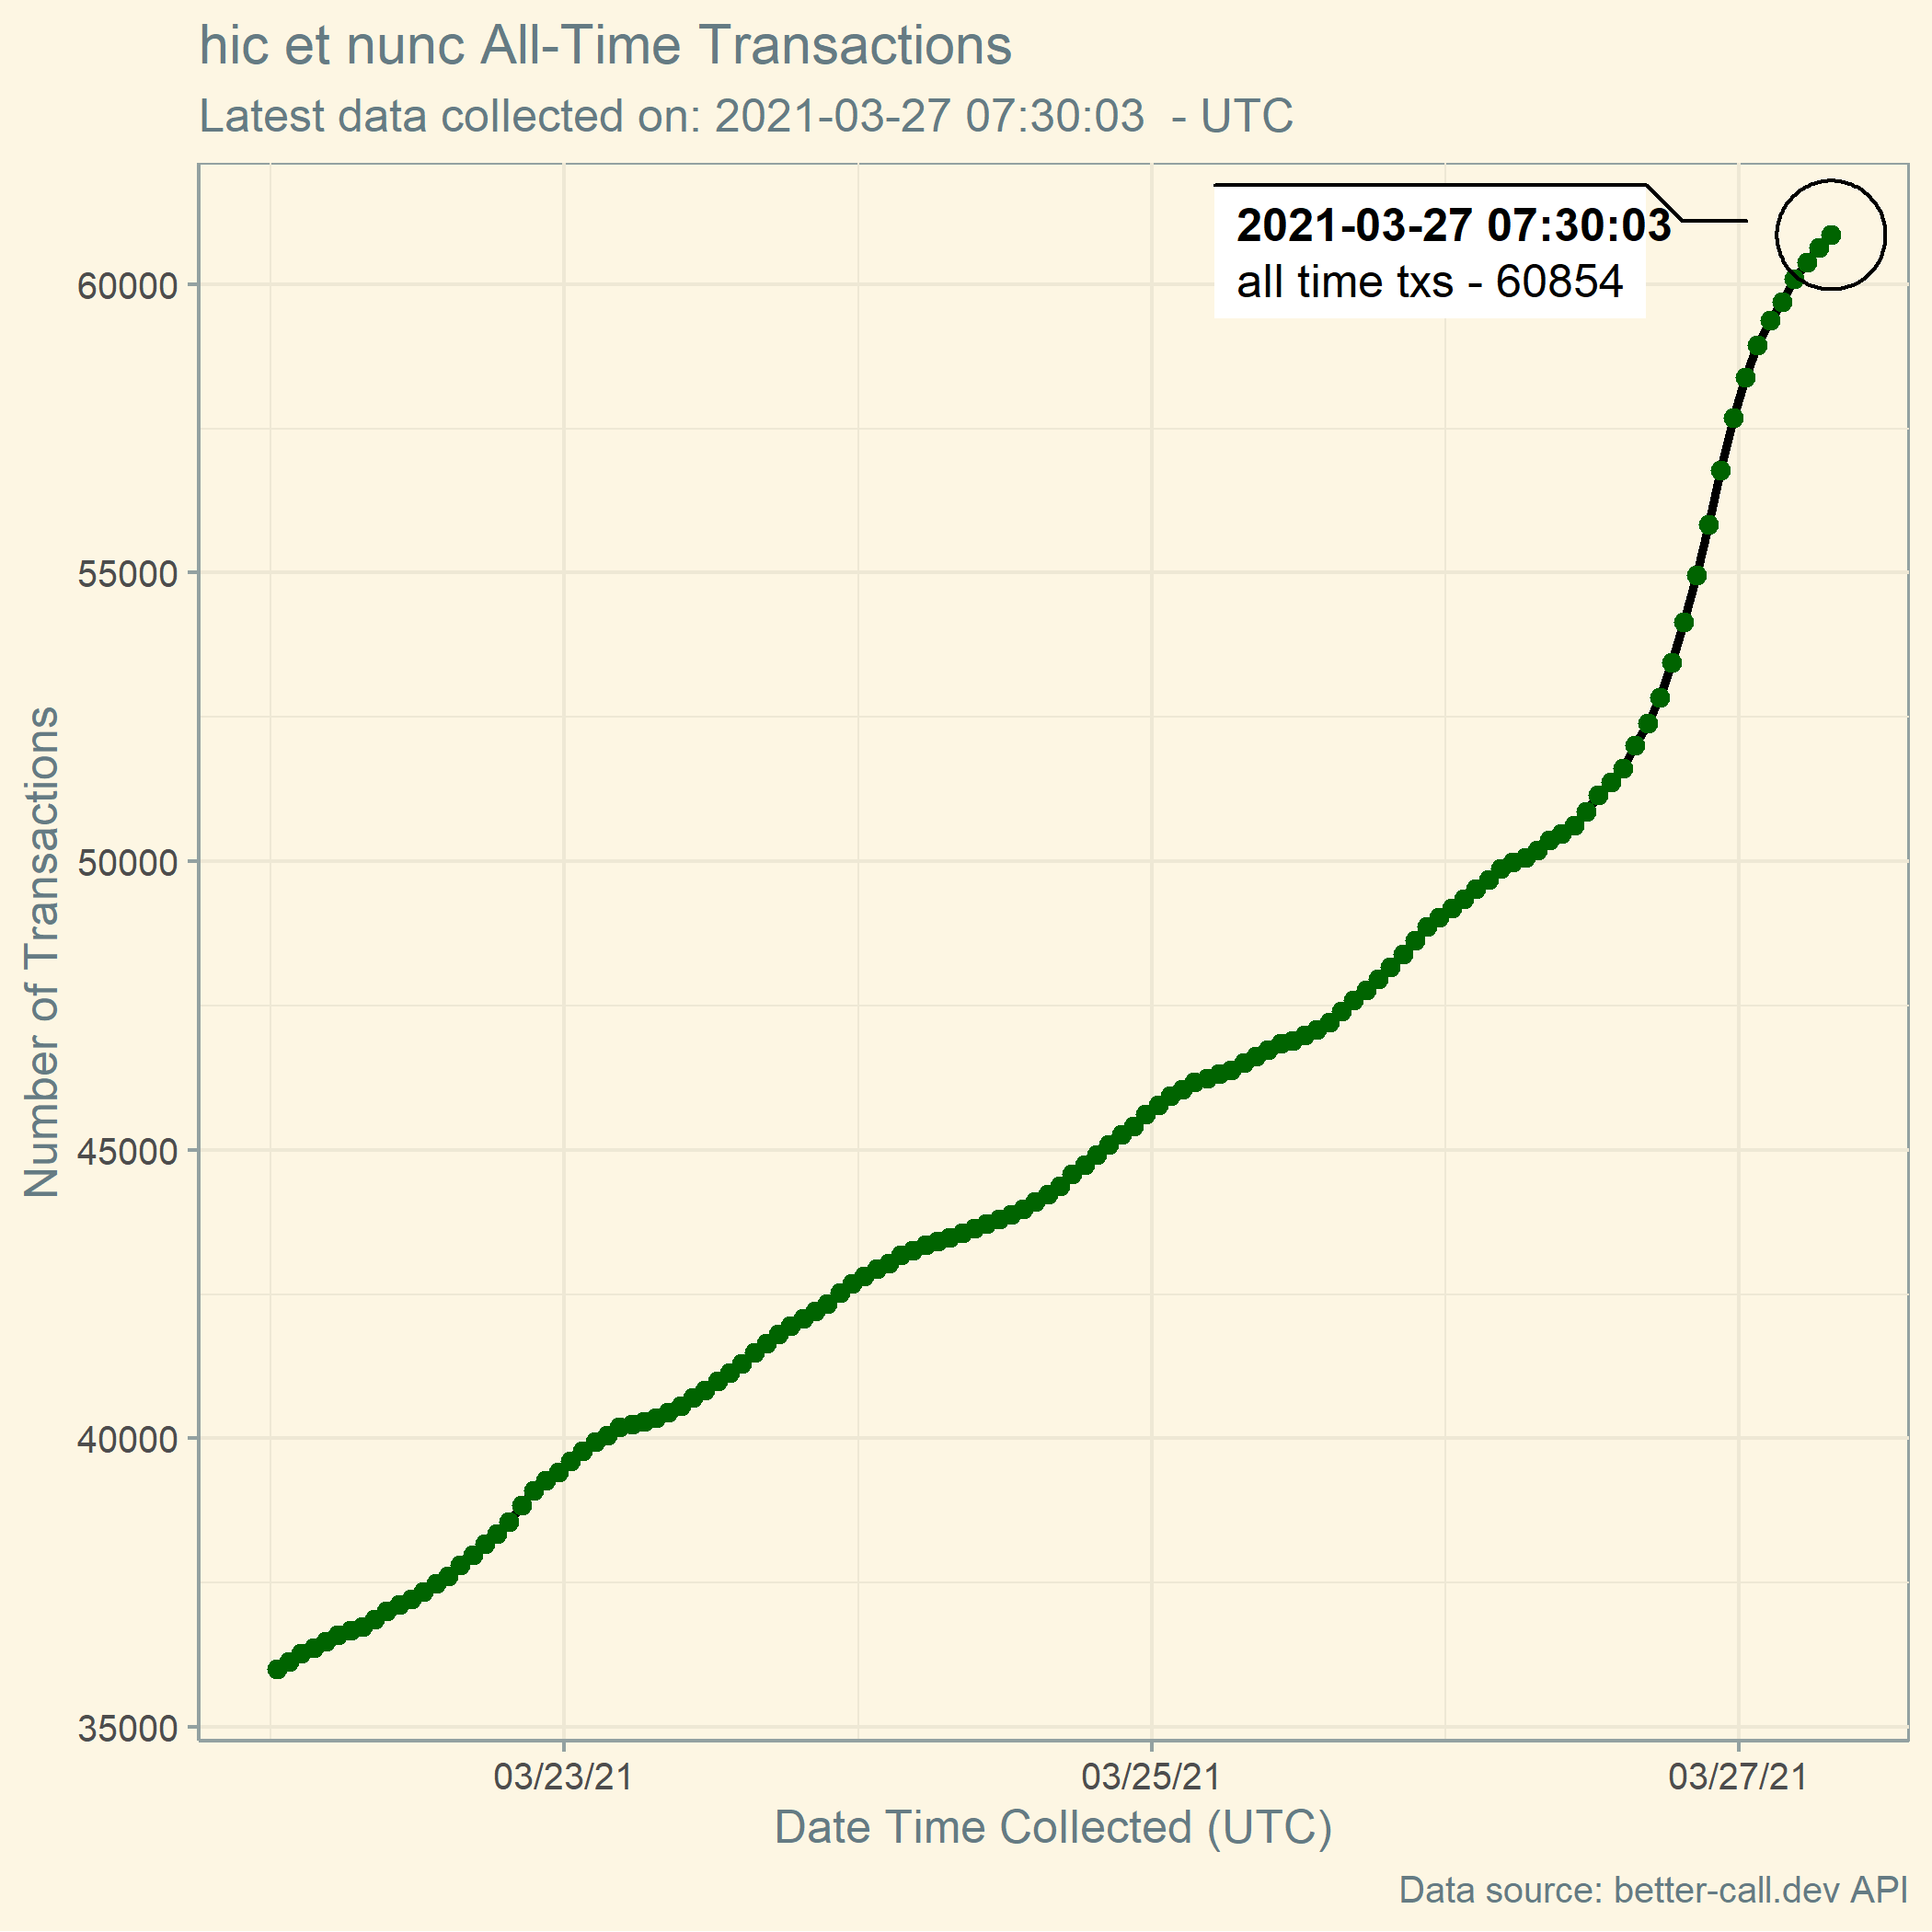 hic et nunc All-Time Transactions
Latest data collected on: 2021-03-27 07:30:03  - UTC
2021-03-27 07:30:03
all time txs - 60854
60000
55000
50000
45000
40000
35000
Number of Transactions
03/23/21
03/25/21
03/27/21
Date Time Collected (UTC)
Data source: better-call.dev API